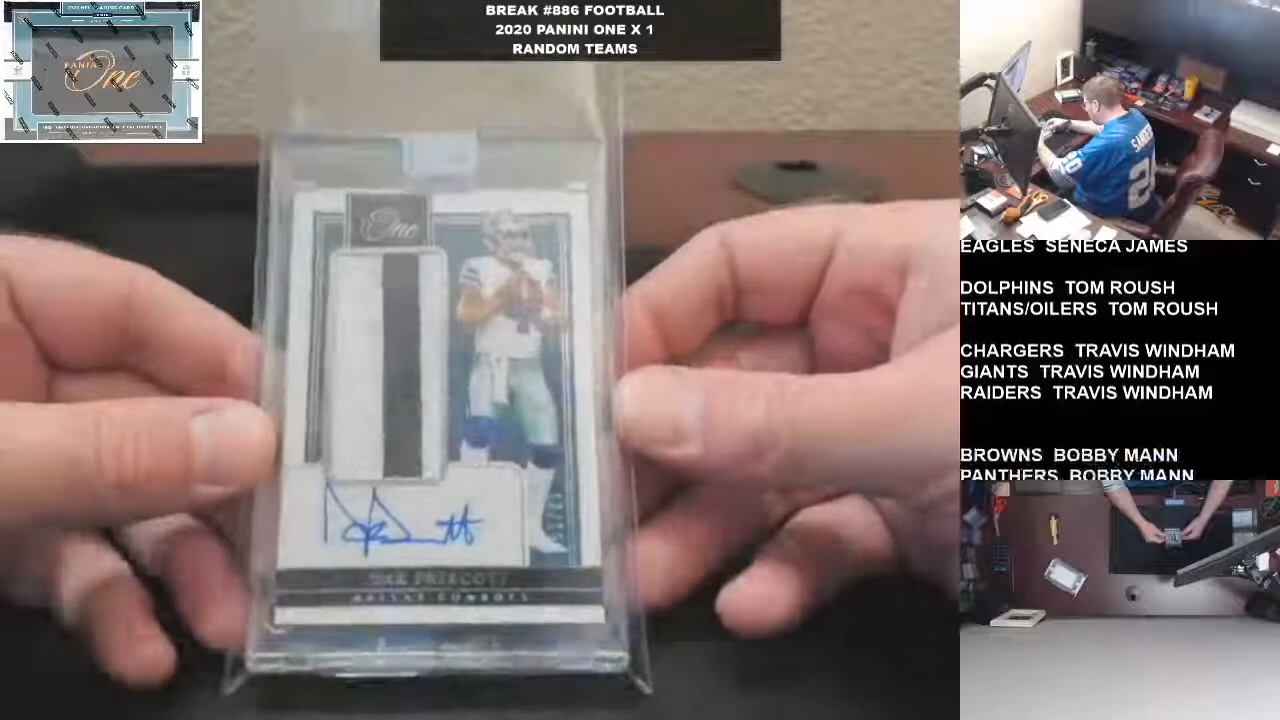 BREAK #886 FOOTBALL
2020 PANINI ONE X 1
RANDOM TEAMS
PANINI
One
One
DAK PRESCOTT
DALLAS COWBOYS
EAGLES SENECA JAMES
DOLPHINS TOM ROUSH
TITANS/OILERS TOM ROUSH
CHARGERS TRAVIS WINDHAM
GIANTS TRAVIS WINDHAM
RAIDERS TRAVIS WINDHAM
BROWNS BOBBY MANN
PANTHERS BOBBY MANN